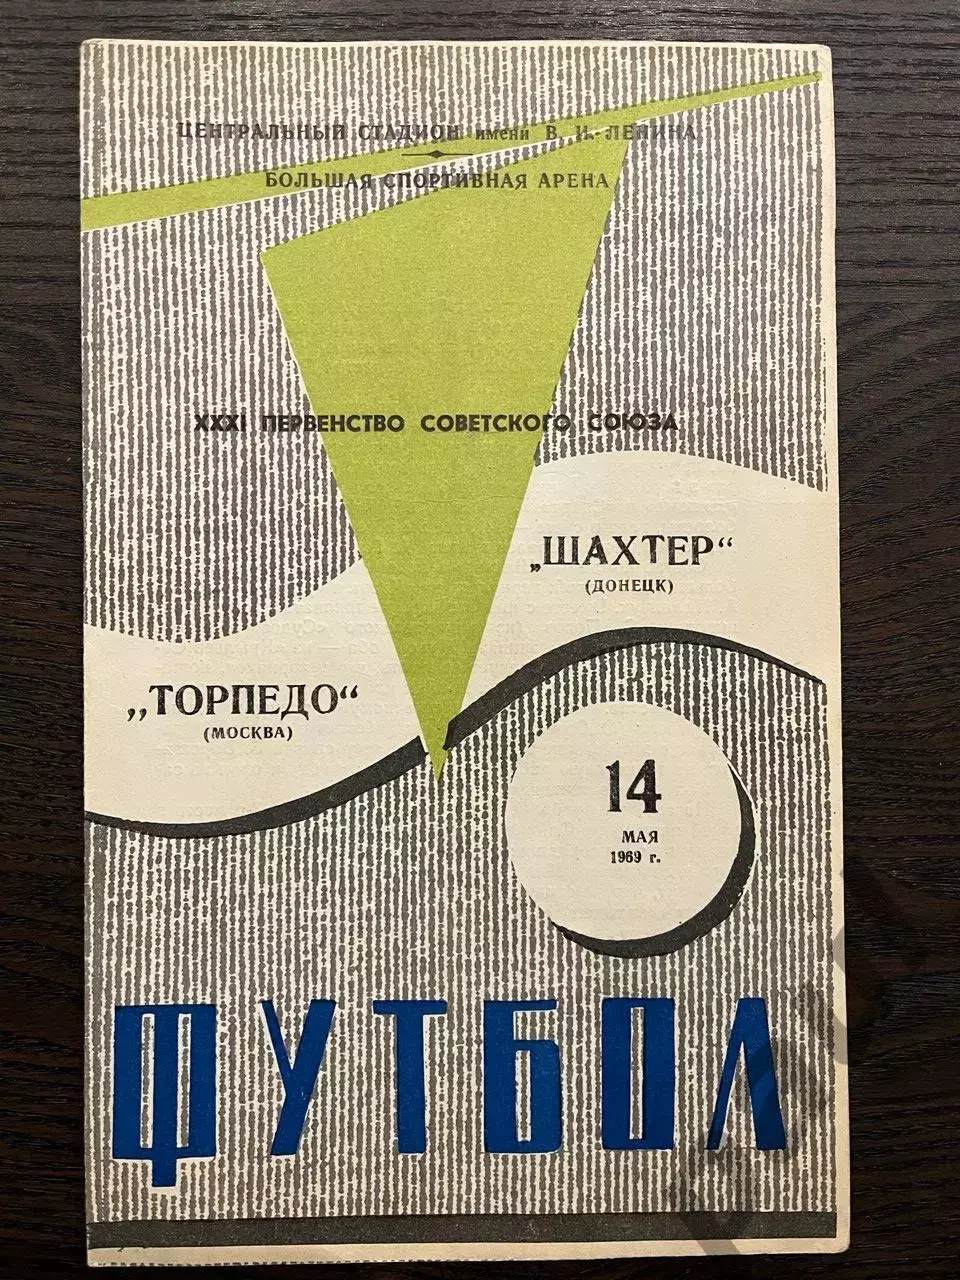 ЦЕНТРАЛЬНЫЙ СТАДИОН имени В. И. ЛЕНИНА
БОЛЬШАЯ СПОРТИВНАЯ АРЕНА
XXXI ПЕРВЕНСТВО СОВЕТСКОГО СОЮЗА
„ШАХТЕР“
(ДОНЕЦК)
„ТОРПЕДО“
(МОСКВА)
14
МАЯ
1969 г.
ФУТБОЛ